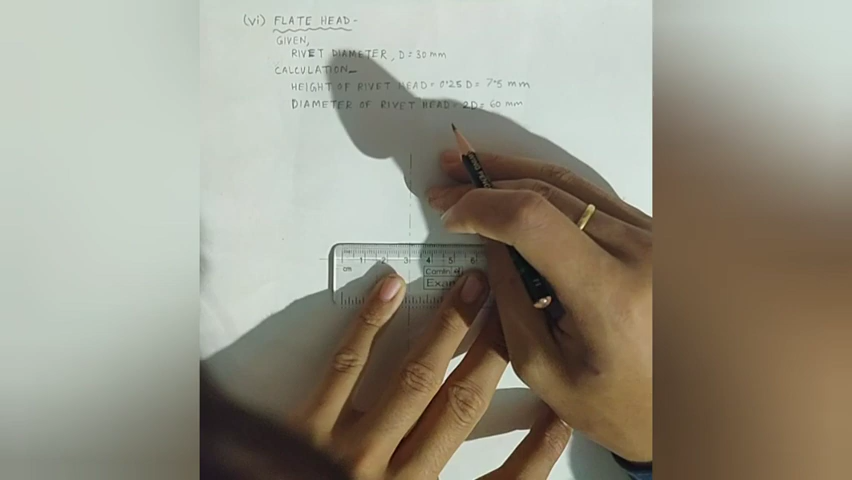 (vi) FLATE HEAD-
GIVEN,
RIVET DIAMETER, D = 30 mm
CALCULATION-
HEIGHT OF RIVET HEAD = 0.25 D = 7.5 mm
DIAMETER OF RIVET HEAD = 2D = 60 mm
1 2 3 4 5 6
cm